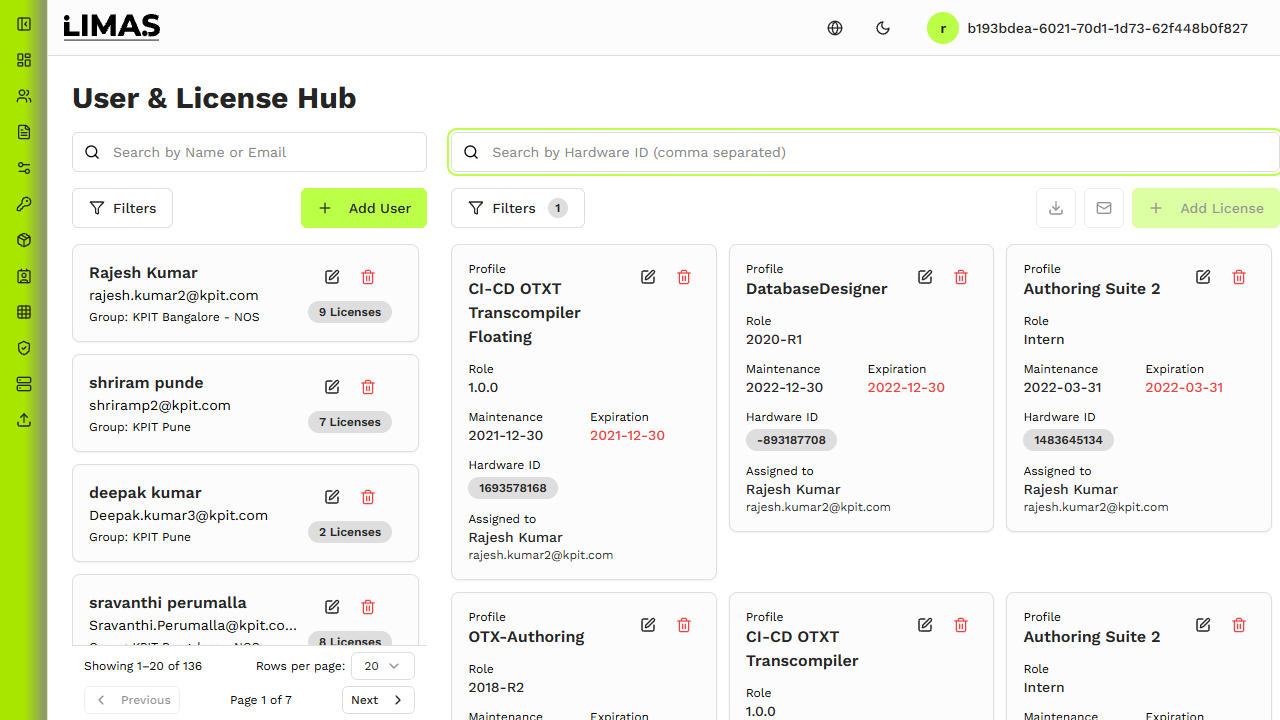 LIMAS
r
b193bdea-6021-70d1-1d73-62f448b0f827
User & License Hub
Search by Name or Email
Search by Hardware ID (comma separated)
Filters
Add User
Filters
1
Add License
Rajesh Kumar
rajesh.kumar2@kpit.com
Group: KPIT Bangalore - NOS
9 Licenses
shriram punde
shriramp2@kpit.com
Group: KPIT Pune
7 Licenses
deepak kumar
Deepak.kumar3@kpit.com
Group: KPIT Pune
2 Licenses
sravanthi perumalla
Sravanthi.Perumalla@kpit.co...
Group: KPIT Bangalore - NOS
8 Licenses
Showing 1–20 of 136
Rows per page:
20
Previous
Page 1 of 7
Next
Profile
CI-CD OTXT
Transcompiler
Floating
Role
1.0.0
Maintenance
Expiration
2021-12-30
2021-12-30
Hardware ID
1693578168
Assigned to
Rajesh Kumar
rajesh.kumar2@kpit.com
Profile
DatabaseDesigner
Role
2020-R1
Maintenance
Expiration
2022-12-30
2022-12-30
Hardware ID
-893187708
Assigned to
Rajesh Kumar
rajesh.kumar2@kpit.com
Profile
Authoring Suite 2
Role
Intern
Maintenance
Expiration
2022-03-31
2022-03-31
Hardware ID
1483645134
Assigned to
Rajesh Kumar
rajesh.kumar2@kpit.com
Profile
OTX-Authoring
Role
2018-R2
Maintenance
Expiration
Profile
CI-CD OTXT
Transcompiler
Role
1.0.0
Profile
Authoring Suite 2
Role
Intern
Maintenance
Expiration